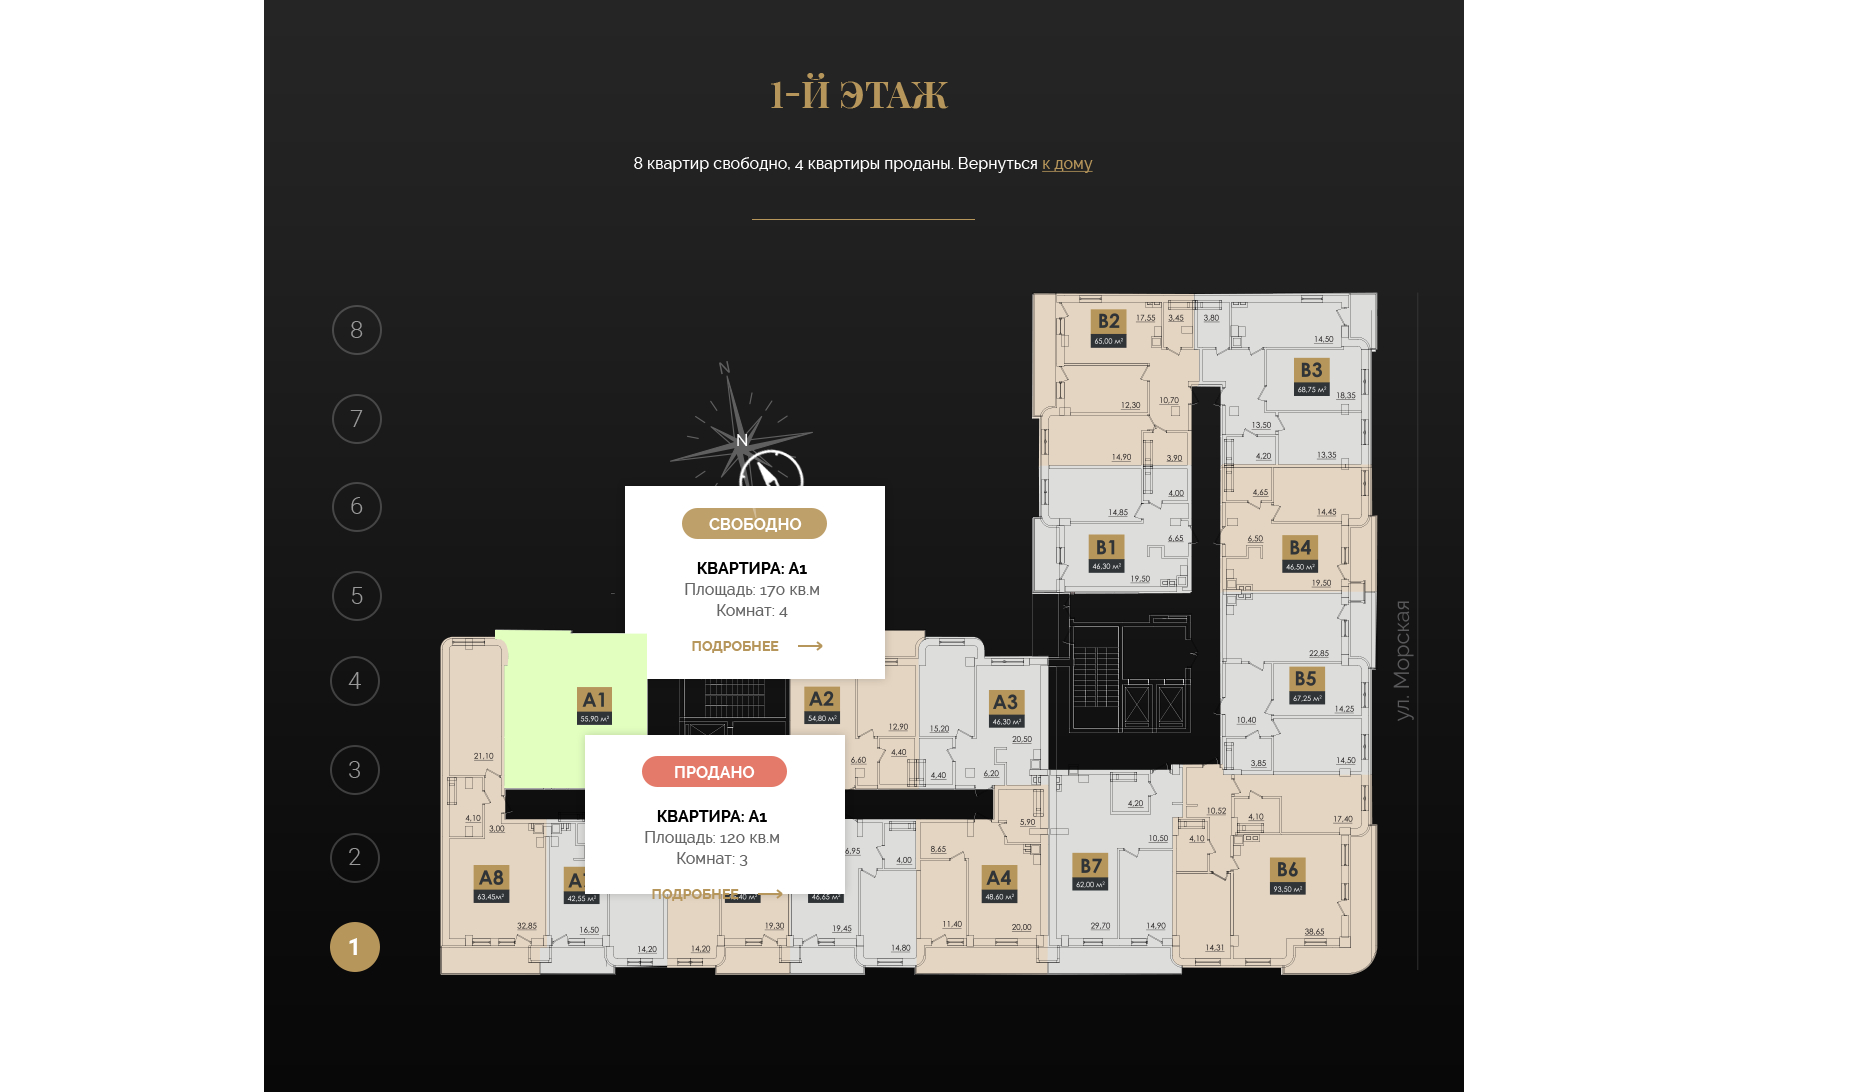 1-Й ЭТАЖ
8 квартир свободно, 4 квартиры проданы. Вернуться к дому
8
7
6
5
4
3
2
1
N
N
СВОБОДНО
КВАРТИРА: A1
Площадь: 170 кв.м
Комнат: 4
ПОДРОБНЕЕ
ПРОДАНО
КВАРТИРА: A1
Площадь: 120 кв.м
Комнат: 3
ПОДРОБНЕЕ
B2
65,00 м²
17,55
3,45
12,30
10,70
14,90
3,90
3,80
14,50
B3
68,75 м²
18,35
13,50
4,20
13,35
4,00
14,85
6,65
B1
46,30 м²
19,50
4,65
14,45
6,50
B4
46,50 м²
19,50
22,85
B5
67,25 м²
14,25
10,40
3,85
14,50
ул. Морская
A1
55,90 м²
21,10
4,10
3,00
A2
54,80 м²
12,90
6,60
4,40
A3
46,30 м²
15,20
20,50
4,40
6,20
5,90
A8
63,45м²
32,85
42,55 м²
16,50
14,20
14,20
19,30
6,95
4,00
46,65 м²
19,45
14,80
8,65
A4
48,60 м²
11,40
20,00
4,20
10,50
B7
62,00 м²
29,70
14,90
10,52
4,10
4,10
17,40
B6
93,50 м²
38,65
14,31